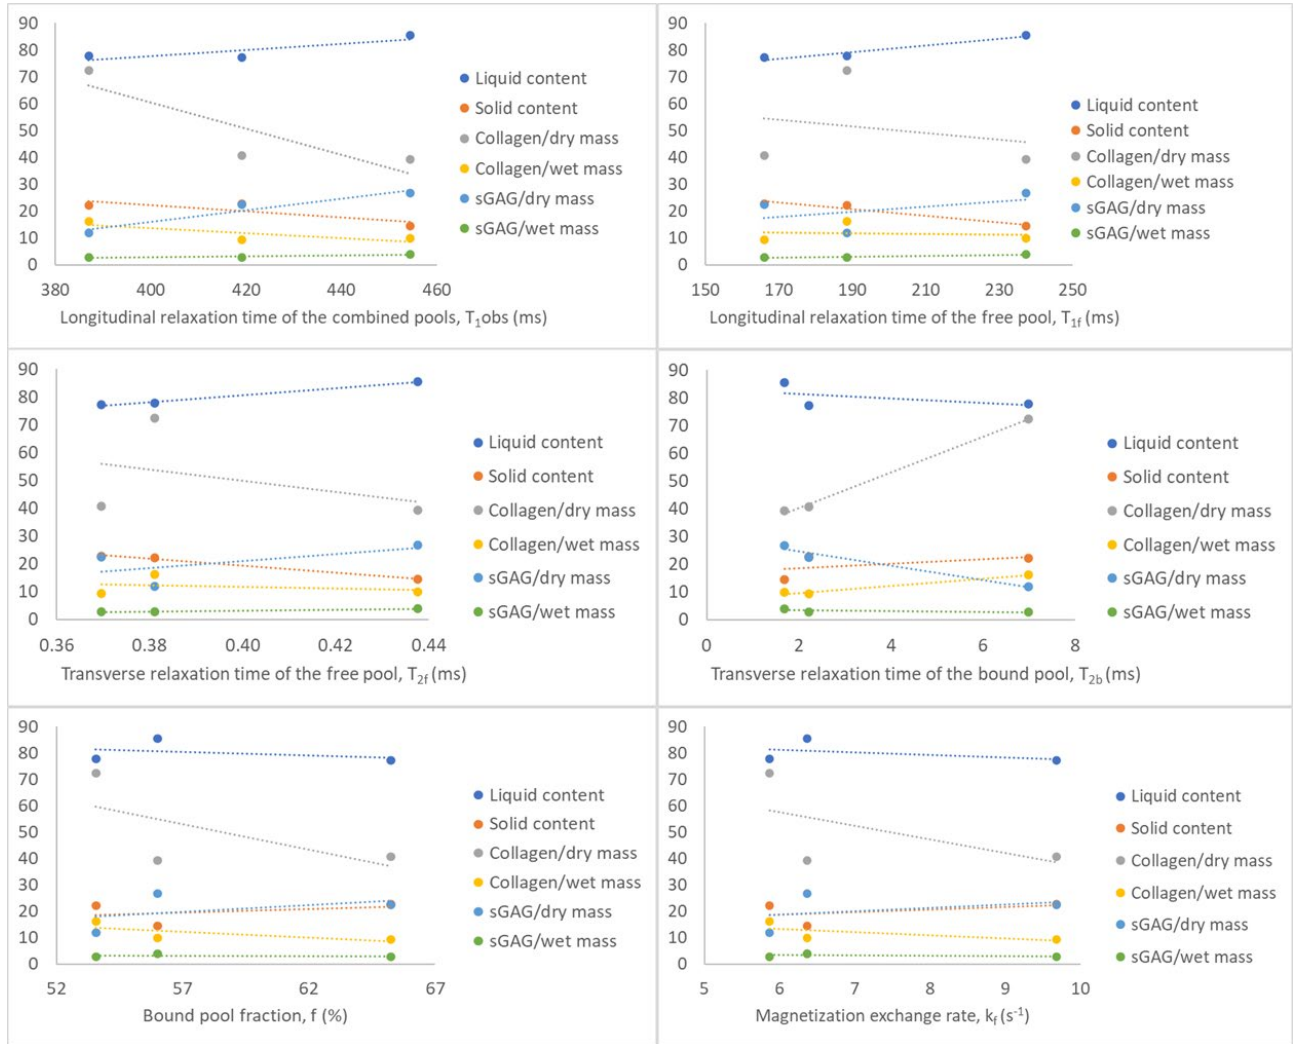 90
80
70
60
50
40
30
20
10
0
380 400 420 440 460
Longitudinal relaxation time of the combined pools, T₁obs (ms)
Liquid content
Solid content
Collagen/dry mass
Collagen/wet mass
sGAG/dry mass
sGAG/wet mass
90
80
70
60
50
40
30
20
10
0
150 170 190 210 230 250
Longitudinal relaxation time of the free pool, T₁f (ms)
Liquid content
Solid content
Collagen/dry mass
Collagen/wet mass
sGAG/dry mass
sGAG/wet mass
90
80
70
60
50
40
30
20
10
0
0.36 0.38 0.40 0.42 0.44
Transverse relaxation time of the free pool, T₂f (ms)
Liquid content
Solid content
Collagen/dry mass
Collagen/wet mass
sGAG/dry mass
sGAG/wet mass
90
80
70
60
50
40
30
20
10
0
0 2 4 6 8
Transverse relaxation time of the bound pool, T₂b (ms)
Liquid content
Solid content
Collagen/dry mass
Collagen/wet mass
sGAG/dry mass
sGAG/wet mass
90
80
70
60
50
40
30
20
10
0
52 57 62 67
Bound pool fraction, f (%)
Liquid content
Solid content
Collagen/dry mass
Collagen/wet mass
sGAG/dry mass
sGAG/wet mass
90
80
70
60
50
40
30
20
10
0
5 6 7 8 9 10
Magnetization exchange rate, kf (s⁻¹)
Liquid content
Solid content
Collagen/dry mass
Collagen/wet mass
sGAG/dry mass
sGAG/wet mass